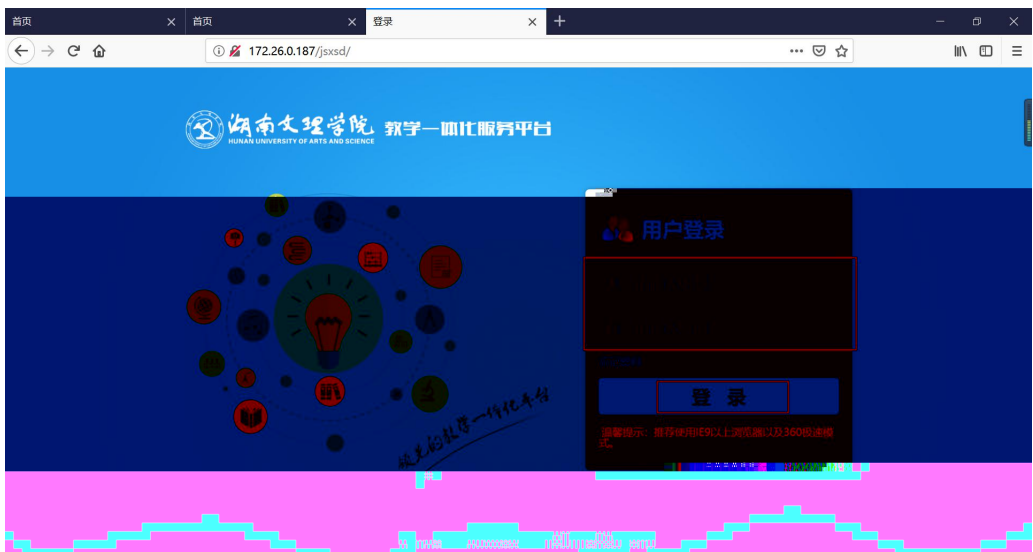 首页
首页
登录
172.26.0.187/jsxsd/
湖南文理学院 教学一体化服务平台
HUNAN UNIVERSITY OF ARTS AND SCIENCE
用户登录
登 录
温馨提示：推荐使用IE9以上浏览器以及360极速模
式。